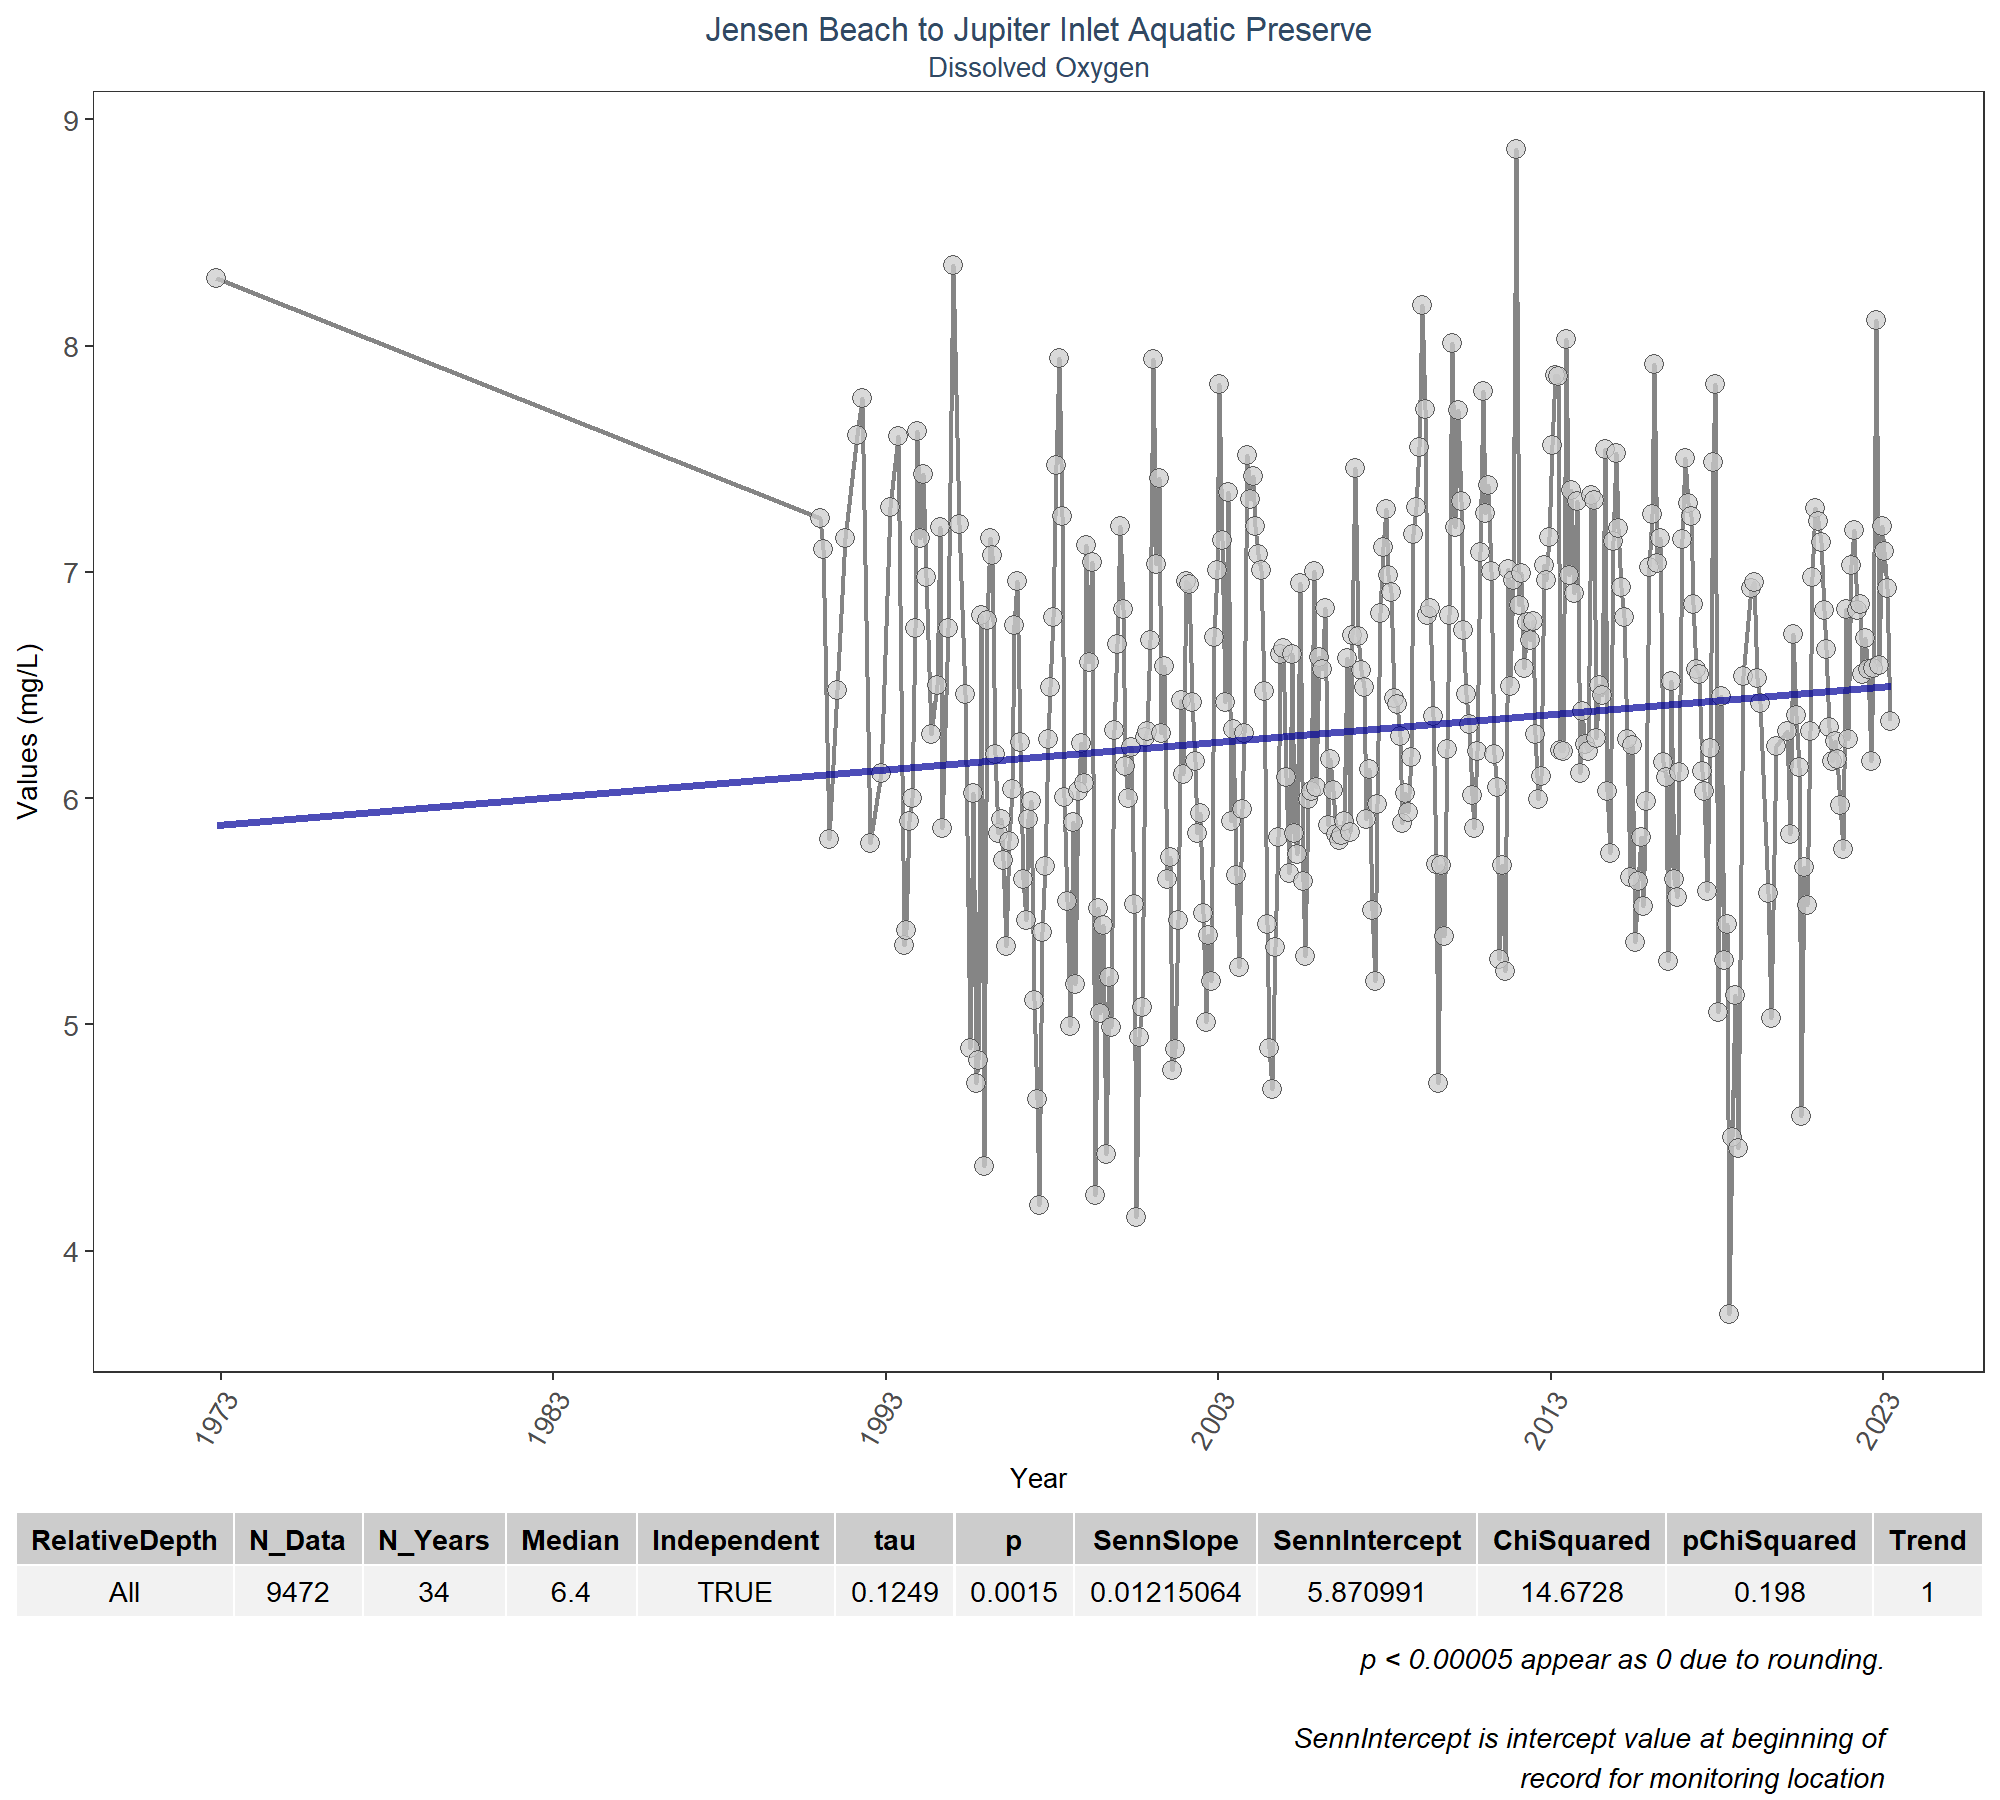 Jensen Beach to Jupiter Inlet Aquatic Preserve
Dissolved Oxygen
9
8
7
6
5
4
Values (mg/L)
1973 1983 1993 2003 2013 2023
Year
RelativeDepth N_Data N_Years Median Independent tau p SennSlope SennIntercept ChiSquared pChiSquared Trend
All 9472 34 6.4 TRUE 0.1249 0.0015 0.01215064 5.870991 14.6728 0.198 1
p < 0.00005 appear as 0 due to rounding.
SennIntercept is intercept value at beginning of
record for monitoring location